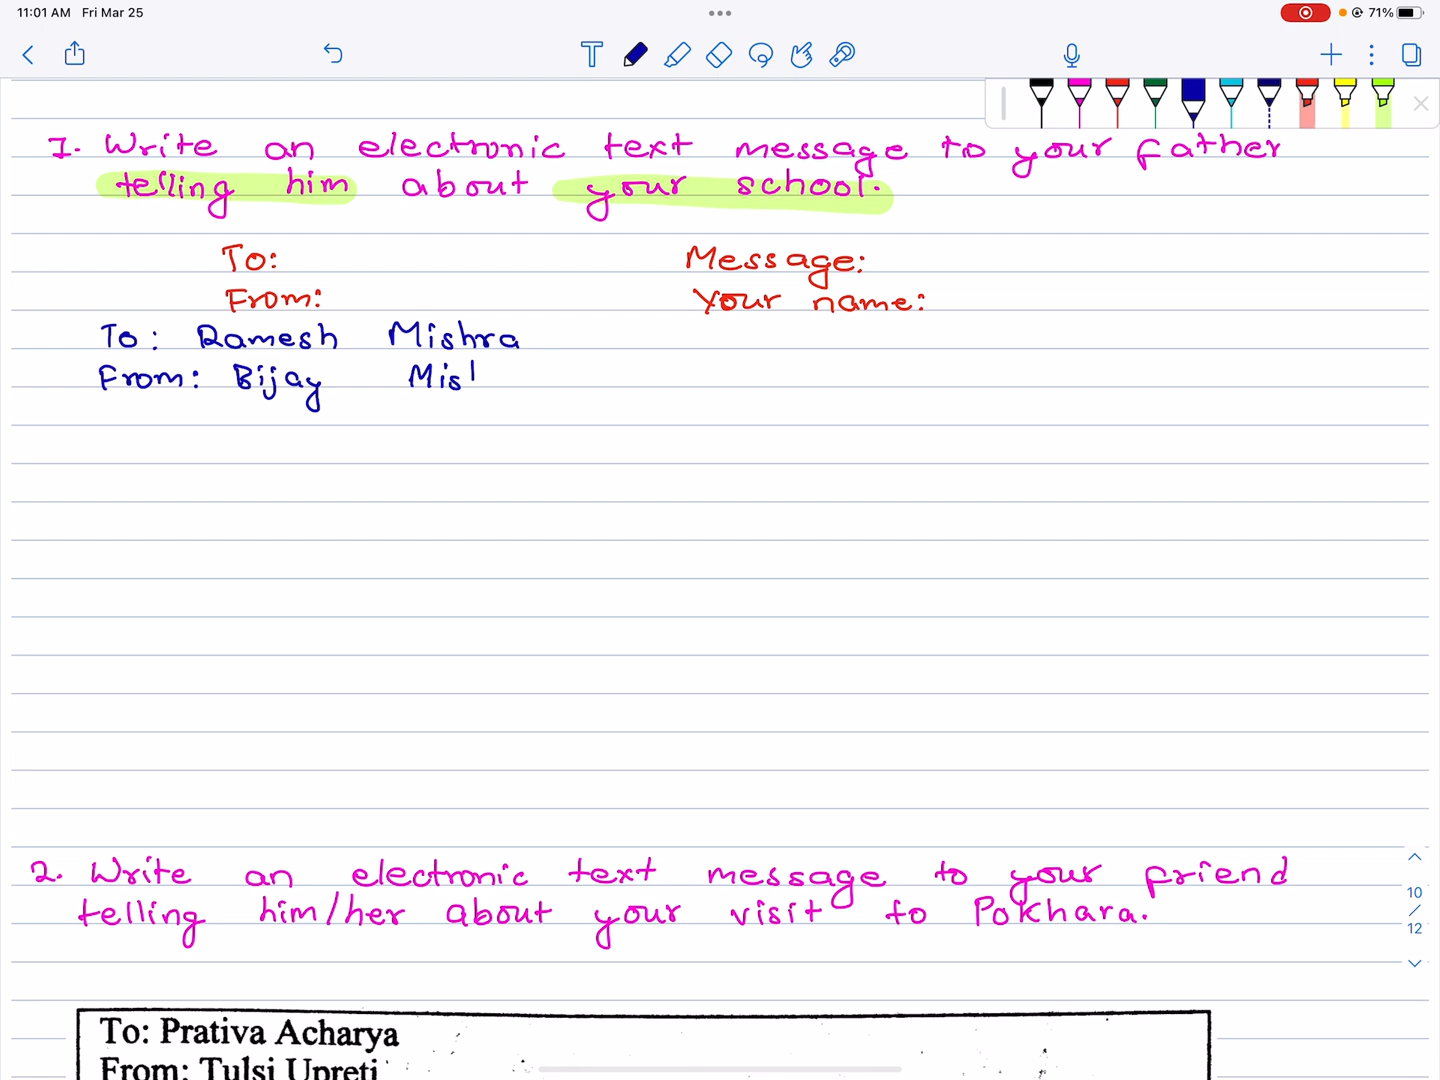 11:01 AM Fri Mar 25
71%
T
1. Write an electronic text message to your father
telling him about your school.
To: Message:
From: Your name:
To: Ramesh Mishra
From: Bijay Mis
2. Write an electronic text message to your friend
telling him/her about your visit to Pokhara.
10
/
12
To: Prativa Acharya
From: Tulsi Upreti